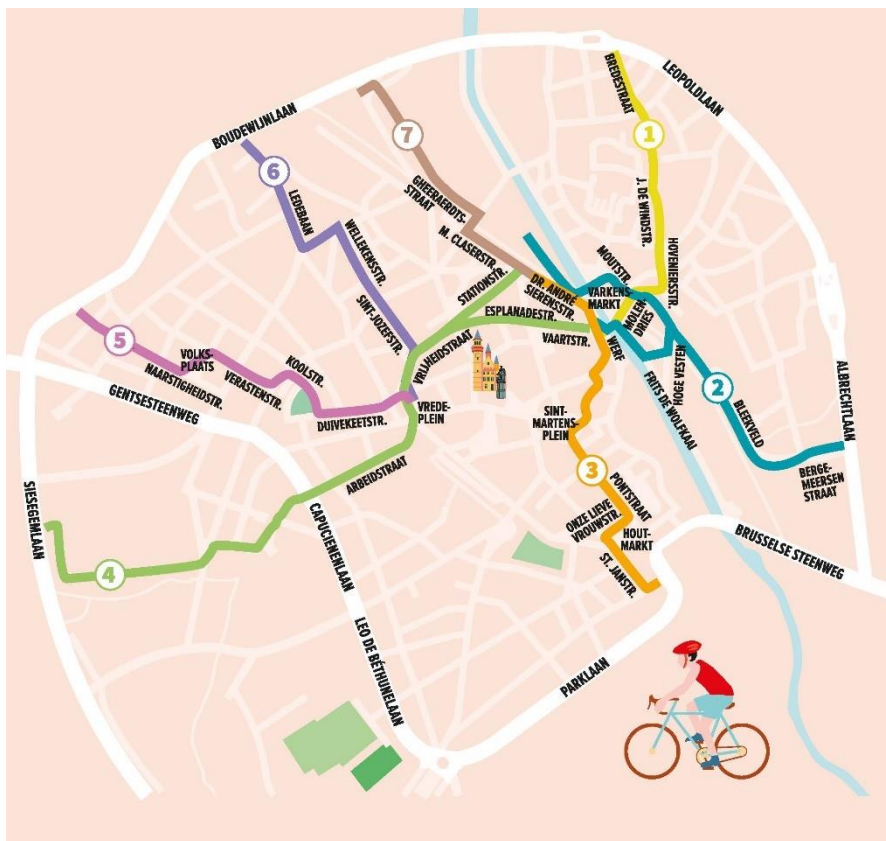 BREDESTRAAT
LEOPOLDLAAN
BOUDEWIJNLAAN
7
1
6
GHEERAERDTS-
STRAAT
J. DE WINDSTR.
LEDEBAAN
WELLEKENSSTR.
M. CLASERSTR.
HOVENIERSSTR.
MOUTSTR.
STATIONSTR.
DR. ANDRÉ
SIERENSSTR.
VARKENS-
MARKT
MOLEN-
DRIES
ESPLANADESTR.
SINT-JOZEFSTR.
VAARTSTR.
WERF
5
VOLKS-
PLAATS
KOOLSTR.
VRIJHEIDSTRAAT
NAARSTIGHEIDSTR.
VERASTENSTR.
FRITS DE WOLFKAAI
HOGE VESTEN
2
ALBRECHTLAAN
GENTSESTEENWEG
DUIVEKEETSTR.
VREDE-
PLEIN
SINT-
MARTENS-
PLEIN
BLEEKVELD
ARBEIDSTRAAT
3
BERGE-
MEERSEN
STRAAT
SIESEGEMLAAN
PONTSTRAAT
ONZE LIEVE
VROUWSTR.
HOUT-
MARKT
CAPUCIENENLAAN
BRUSSELSE STEENWEG
4
ST. JANSTR.
LEO DE BÉTHUNELAAN
PARKLAAN